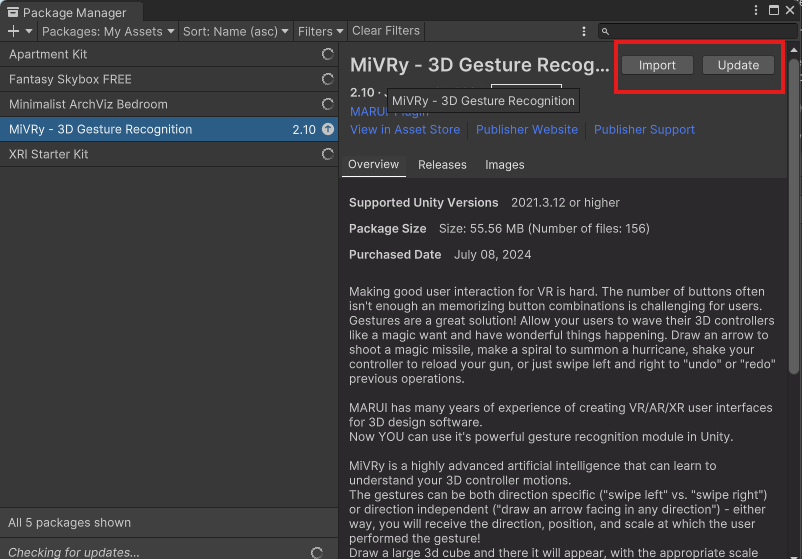 Package Manager
Packages: My Assets Sort: Name (asc) Filters Clear Filters
Apartment Kit
Fantasy Skybox FREE
Minimalist ArchViz Bedroom
MiVRy - 3D Gesture Recognition 2.10
XRI Starter Kit
All 5 packages shown
Checking for updates...
MiVRy - 3D Gesture Recog...
Import
Update
2.10 ·
MiVRy - 3D Gesture Recognition
MARUI Plugin
View in Asset Store Publisher Website Publisher Support
Overview Releases Images
Supported Unity Versions 2021.3.12 or higher
Package Size Size: 55.56 MB (Number of files: 156)
Purchased Date July 08, 2024
Making good user interaction for VR is hard. The number of buttons often
isn't enough an memorizing button combinations is challenging for users.
Gestures are a great solution! Allow your users to wave their 3D controllers
like a magic want and have wonderful things happening. Draw an arrow to
shoot a magic missile, make a spiral to summon a hurricane, shake your
controller to reload your gun, or just swipe left and right to "undo" or "redo"
previous operations.
MARUI has many years of experience of creating VR/AR/XR user interfaces
for 3D design software.
Now YOU can use it's powerful gesture recognition module in Unity.
MiVRy is a highly advanced artificial intelligence that can learn to
understand your 3D controller motions.
The gestures can be both direction specific ("swipe left" vs. "swipe right")
or direction independent ("draw an arrow facing in any direction") - either
way, you will receive the direction, position, and scale at which the user
performed the gesture!
Draw a large 3d cube and there it will appear, with the appropriate scale